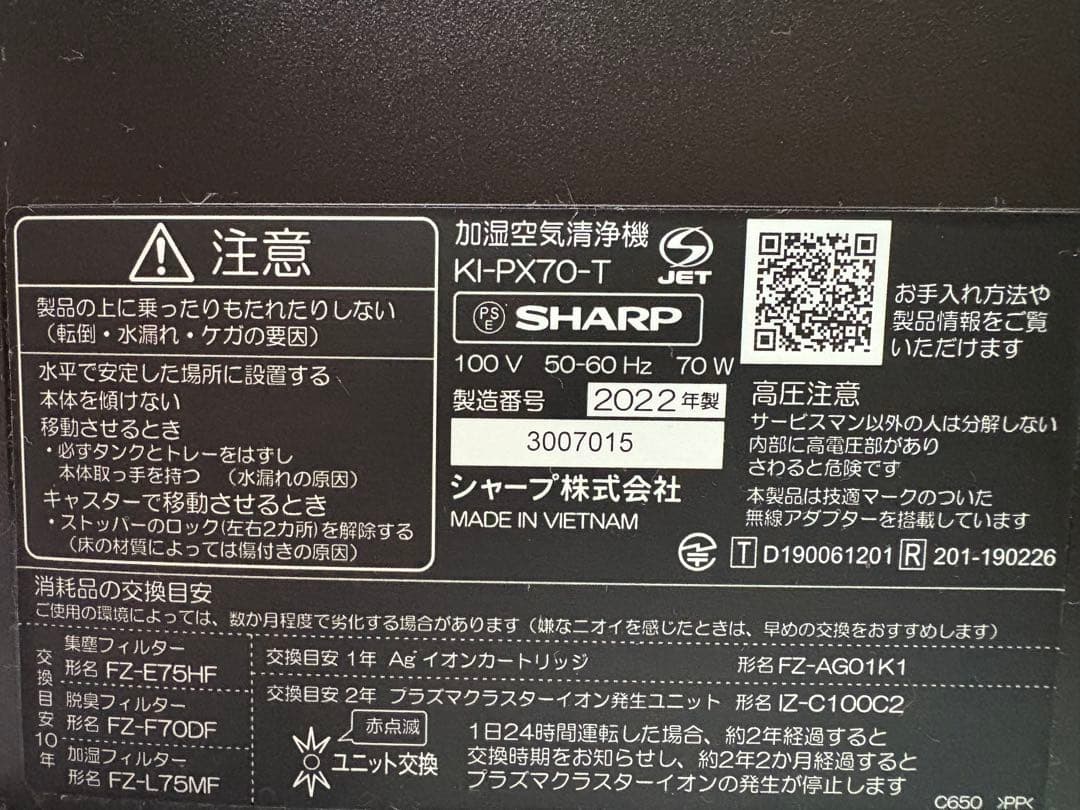 注意
製品の上に乗ったりもたれたりしない
（転倒・水漏れ・ケガの要因）
水平で安定した場所に設置する
本体を傾けない
移動させるとき
・必ずタンクとトレーをはずし
本体取っ手を持つ （水漏れの原因）
キャスターで移動させるとき
・ストッパーのロック(左右2カ所)を解除する
（床の材質によっては傷付きの原因）
加湿空気清浄機
KI-PX70-T
S JET
PS E SHARP
100 V 50-60 Hz 70 W
製造番号 2022年製
3007015
シャープ株式会社
MADE IN VIETNAM
お手入れ方法や
製品情報をご覧
いただけます
高圧注意
サービスマン以外の人は分解しない
内部に高電圧部があり
さわると危険です
本製品は技適マークのついた
無線アダプターを搭載しています
T D190061201 R 201-190226
消耗品の交換目安
ご使用の環境によっては、数か月程度で劣化する場合があります（嫌なニオイを感じたときは、早めの交換をおすすめします）
交換目安10年
集塵フィルター
形名 FZ-E75HF
脱臭フィルター
形名 FZ-F70DF
加湿フィルター
形名 FZ-L75MF
交換目安 1年 Ag⁺イオンカートリッジ 形名 FZ-AG01K1
交換目安 2年 プラズマクラスターイオン発生ユニット 形名 IZ-C100C2
赤点滅
ユニット交換
1日24時間運転した場合、約2年経過すると
交換時期をお知らせし、約2年2か月経過すると
プラズマクラスターイオンの発生が停止します
C650 >PP<